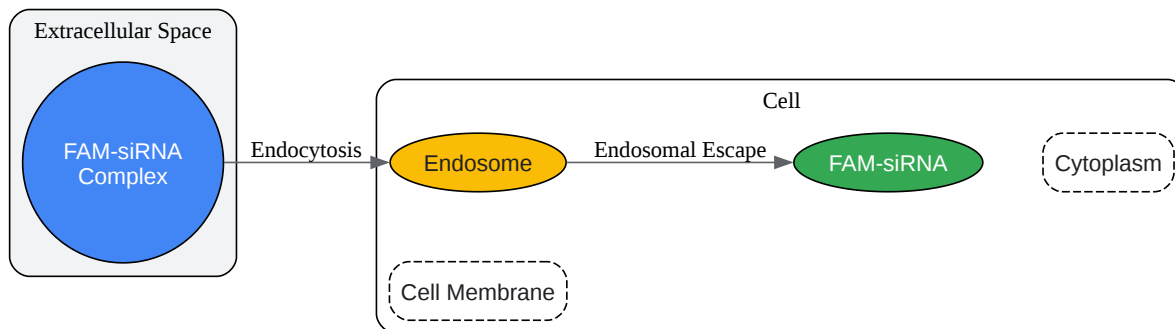 Extracellular Space
FAM-siRNA
Complex
Endocytosis
Cell
Endosome
Endosomal Escape
FAM-siRNA
Cytoplasm
Cell Membrane